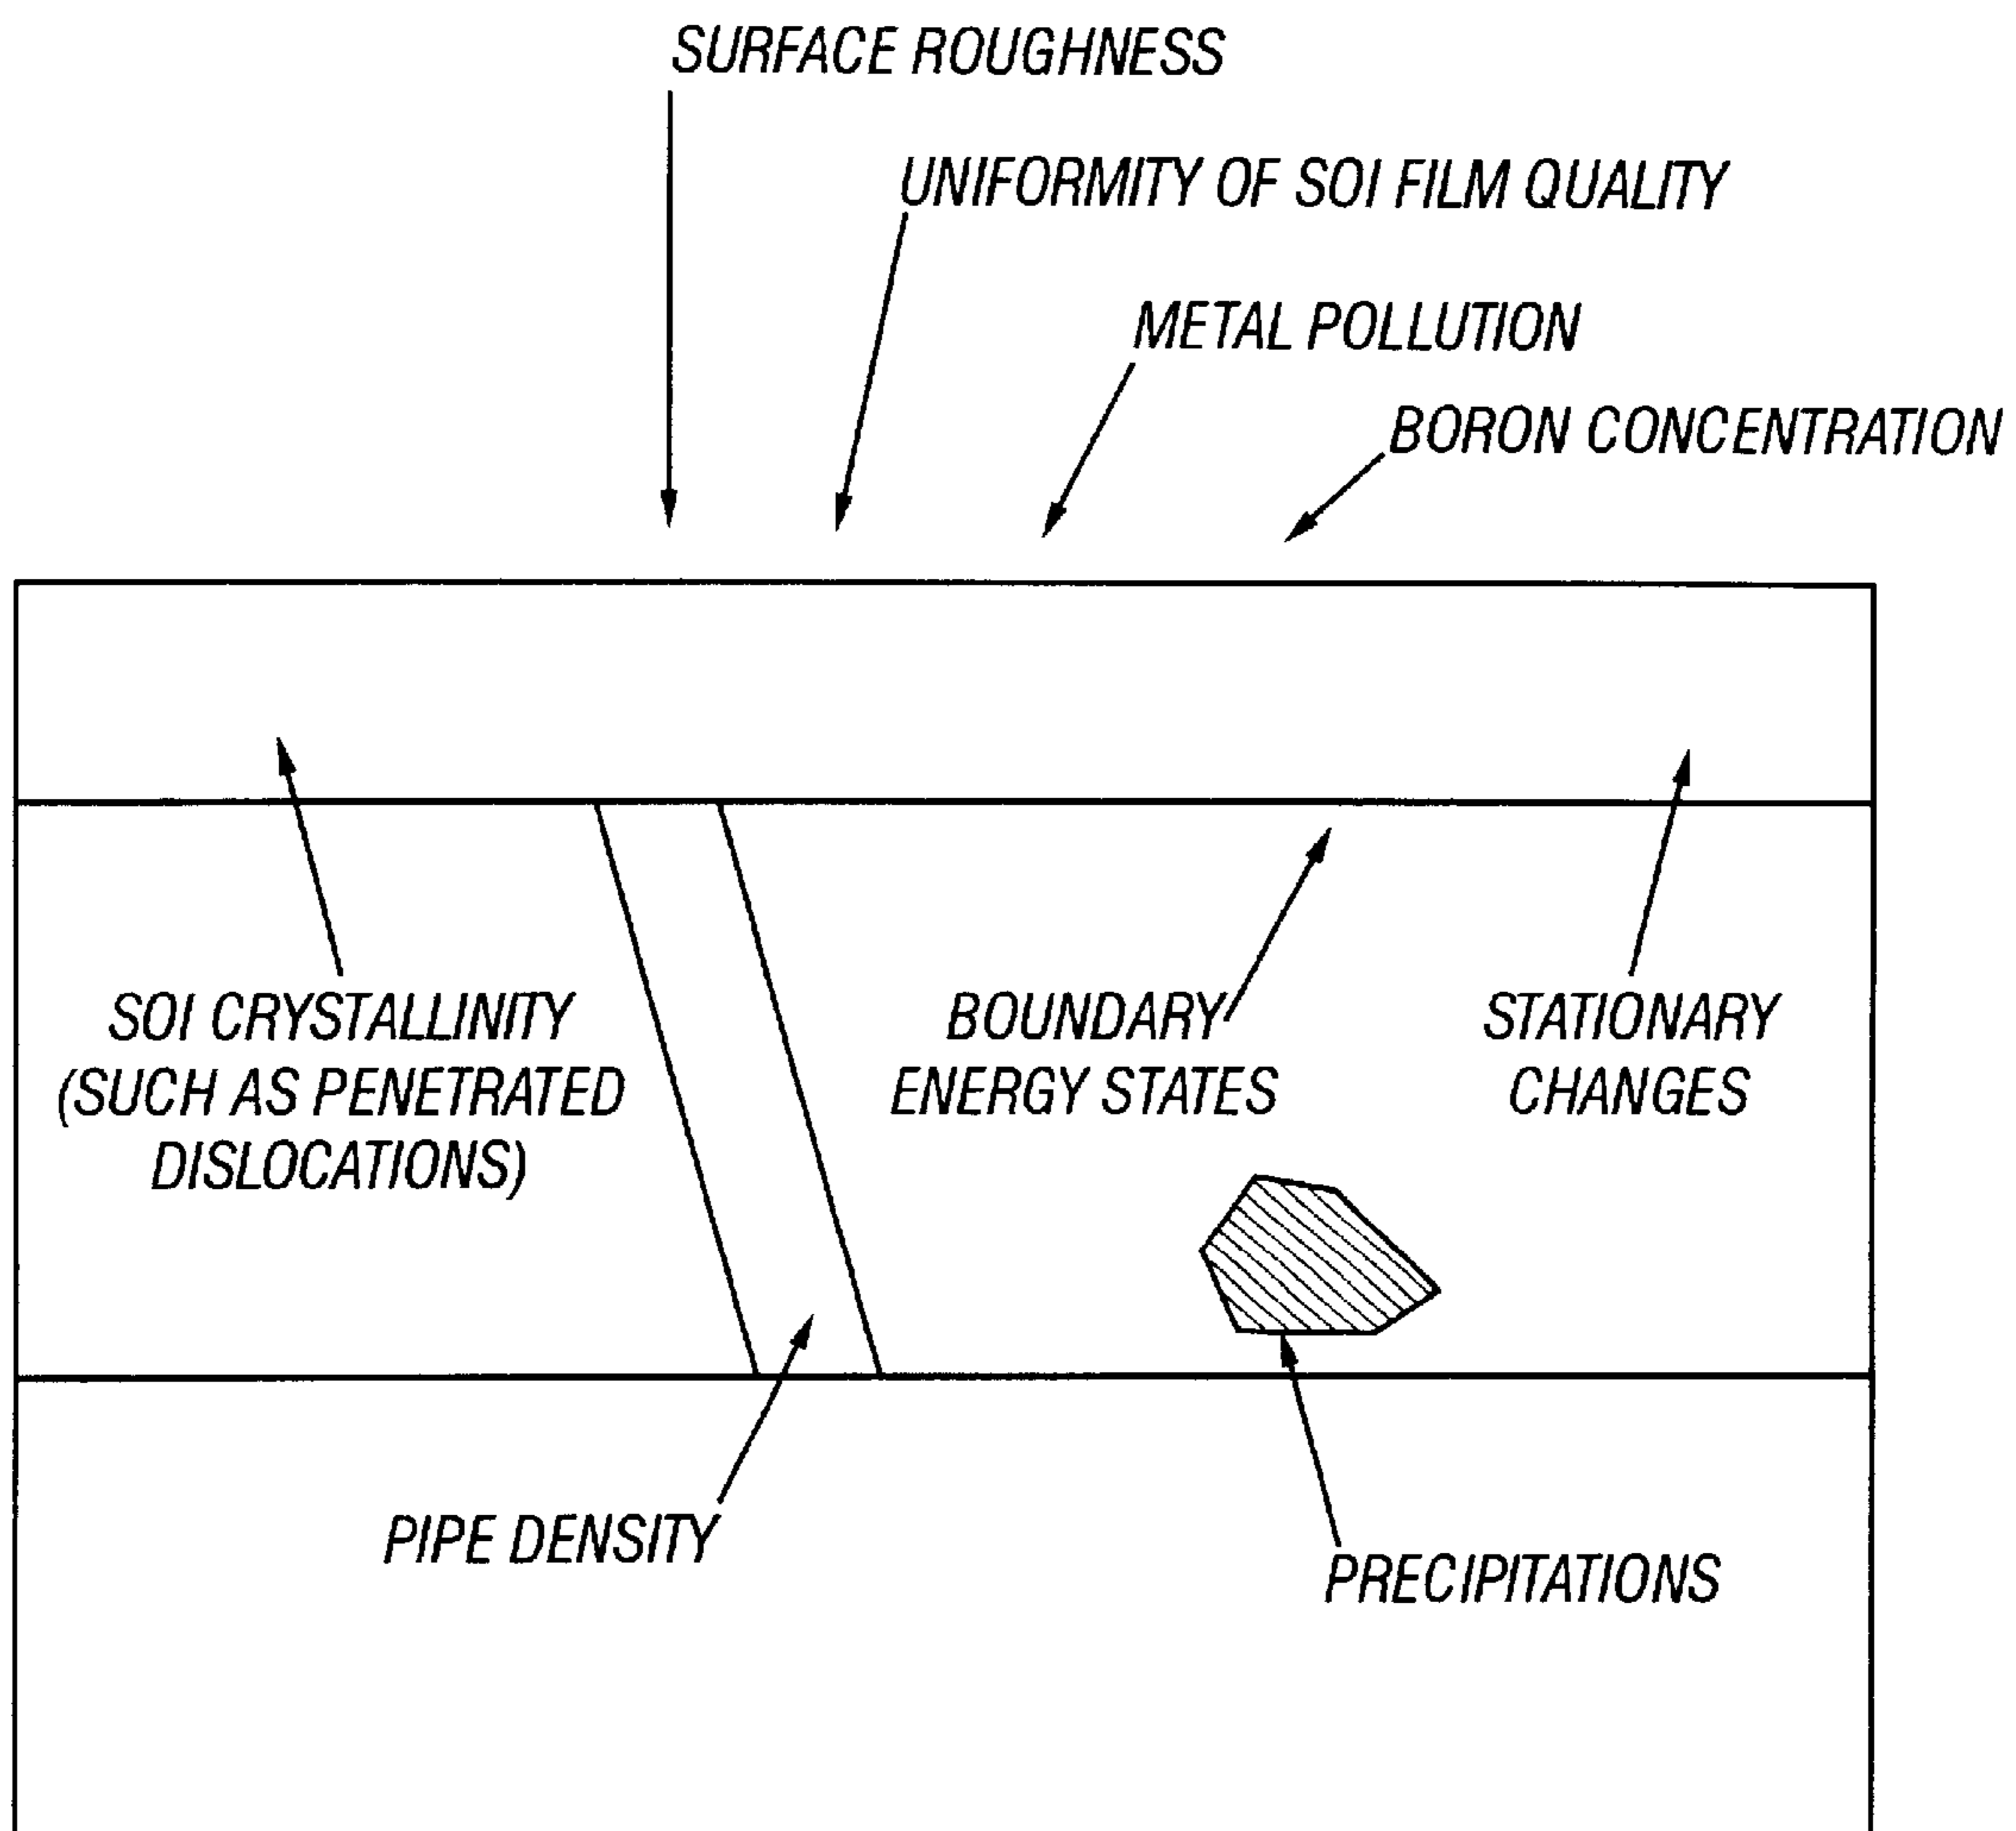 SURFACE ROUGHNESS
UNIFORMITY OF SOI FILM QUALITY
METAL POLLUTION
BORON CONCENTRATION
SOI CRYSTALLINITY
(SUCH AS PENETRATED
DISLOCATIONS)
BOUNDARY
ENERGY STATES
STATIONARY
CHANGES
PIPE DENSITY
PRECIPITATIONS